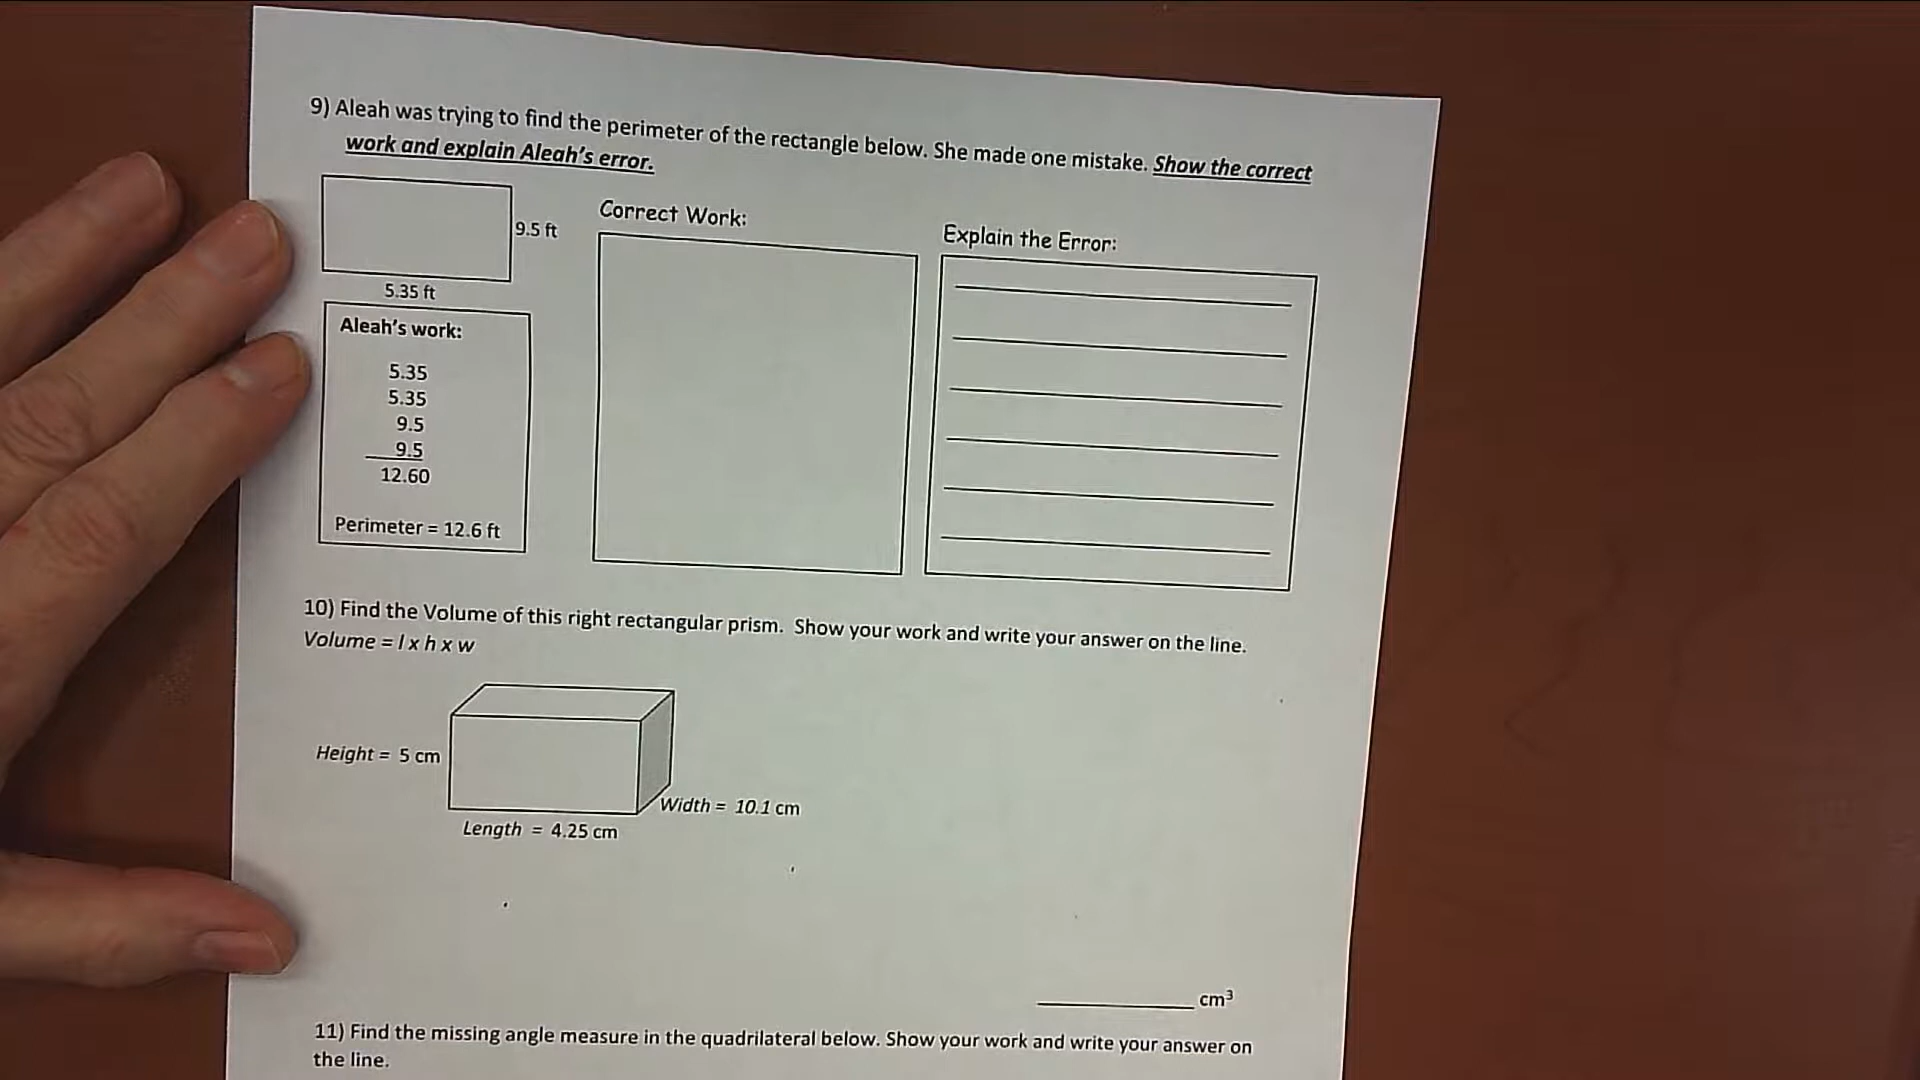 9) Aleah was trying to find the perimeter of the rectangle below. She made one mistake. Show the correct
work and explain Aleah's error.
9.5 ft
5.35 ft
Aleah's work:
5.35
5.35
9.5
9.5
12.60
Perimeter = 12.6 ft
Correct Work:
Explain the Error:
10) Find the Volume of this right rectangular prism. Show your work and write your answer on the line.
Volume = l x h x w
Height = 5 cm
Width = 10.1 cm
Length = 4.25 cm
cm³
11) Find the missing angle measure in the quadrilateral below. Show your work and write your answer on
the line.